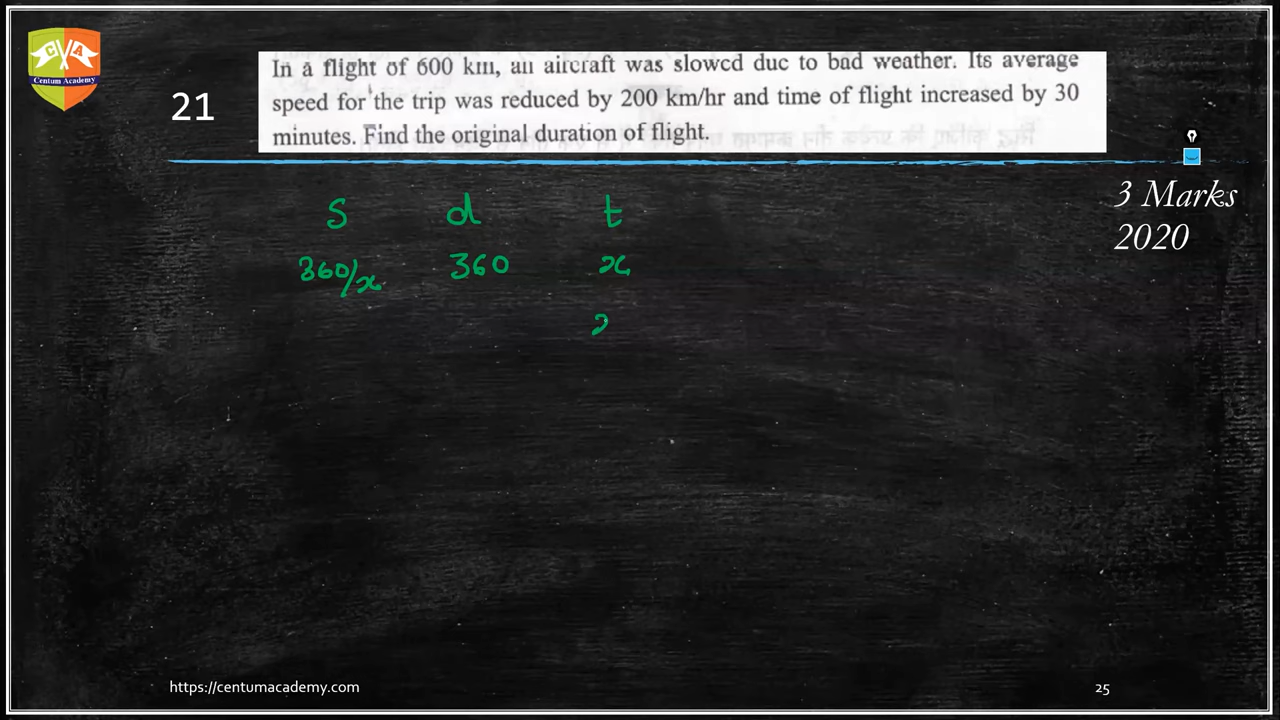 C A
Centum Academy
21
In a flight of 600 km, an aircraft was slowed due to bad weather. Its average
speed for the trip was reduced by 200 km/hr and time of flight increased by 30
minutes. Find the original duration of flight.
3 Marks
2020
s d t
360/x 360 x
https://centumacademy.com 25